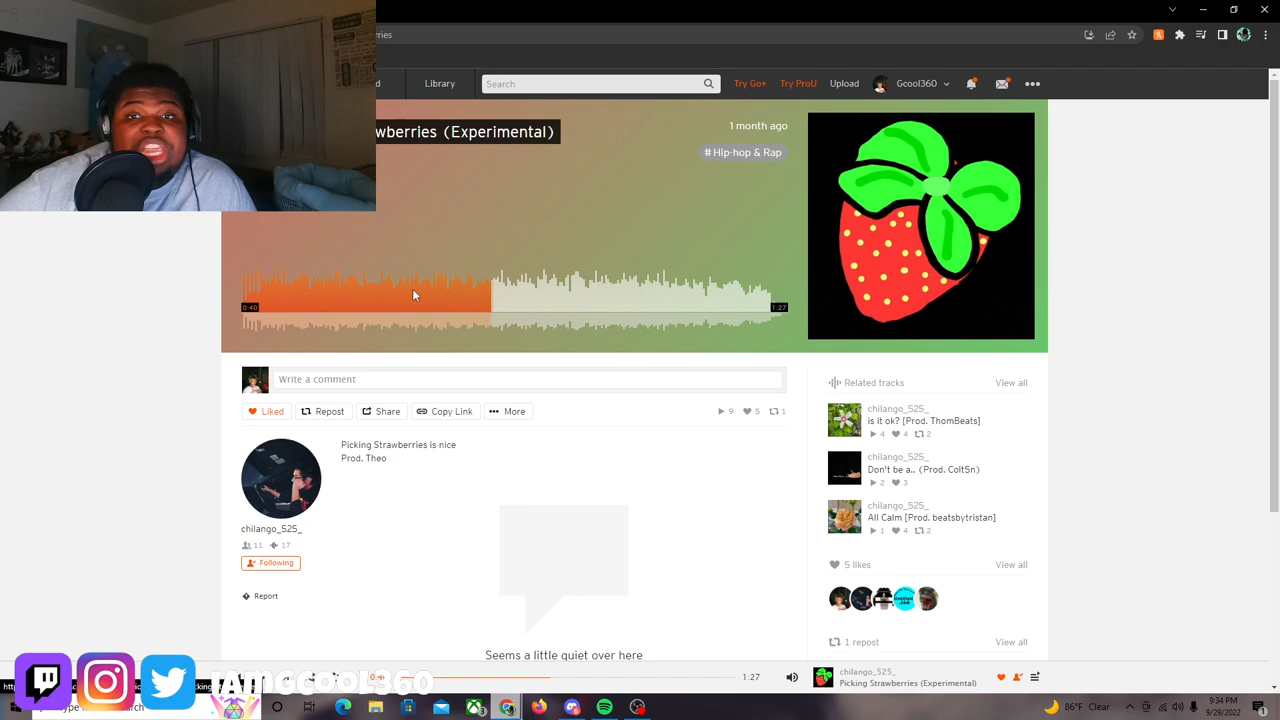 ries
d
Library
Search
Try Go+
Try ProU
Upload
Gcool360
wberries (Experimental)
1 month ago
# Hip-hop & Rap
0:40
1:27
Write a comment
Liked
Repost
Share
Copy Link
More
9
5
1
Picking Strawberries is nice
Prod. Theo
chilango_525_
11
17
Following
Report
Seems a little quiet over here
Related tracks
View all
chilango_525_
is it ok? [Prod. ThomBeats]
4
4
2
chilango_525_
Don't be a.. (Prod. Colt5n)
2
3
chilango_525_
All Calm [Prod. beatsbytristan]
1
4
2
5 likes
View all
1 repost
View all
IAMGCOOL360
1:27
chilango_525_
Picking Strawberries (Experimental)
86°F Clear
9:34 PM
9/29/2022